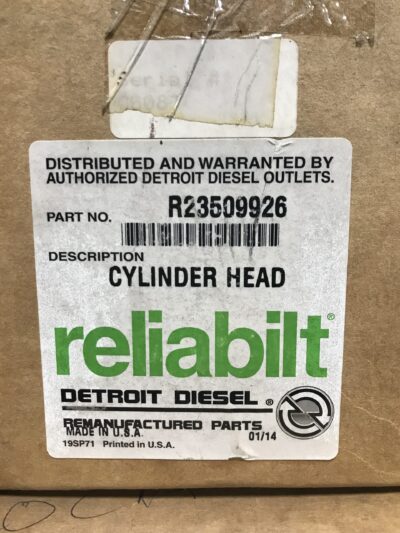 DISTRIBUTED AND WARRANTED BY
AUTHORIZED DETROIT DIESEL OUTLETS.
PART NO. R23509926
DESCRIPTION
CYLINDER HEAD
reliabilt®
DETROIT DIESEL®
REMANUFACTURED PARTS
MADE IN U.S.A. 01/14
19SP71 Printed in U.S.A.